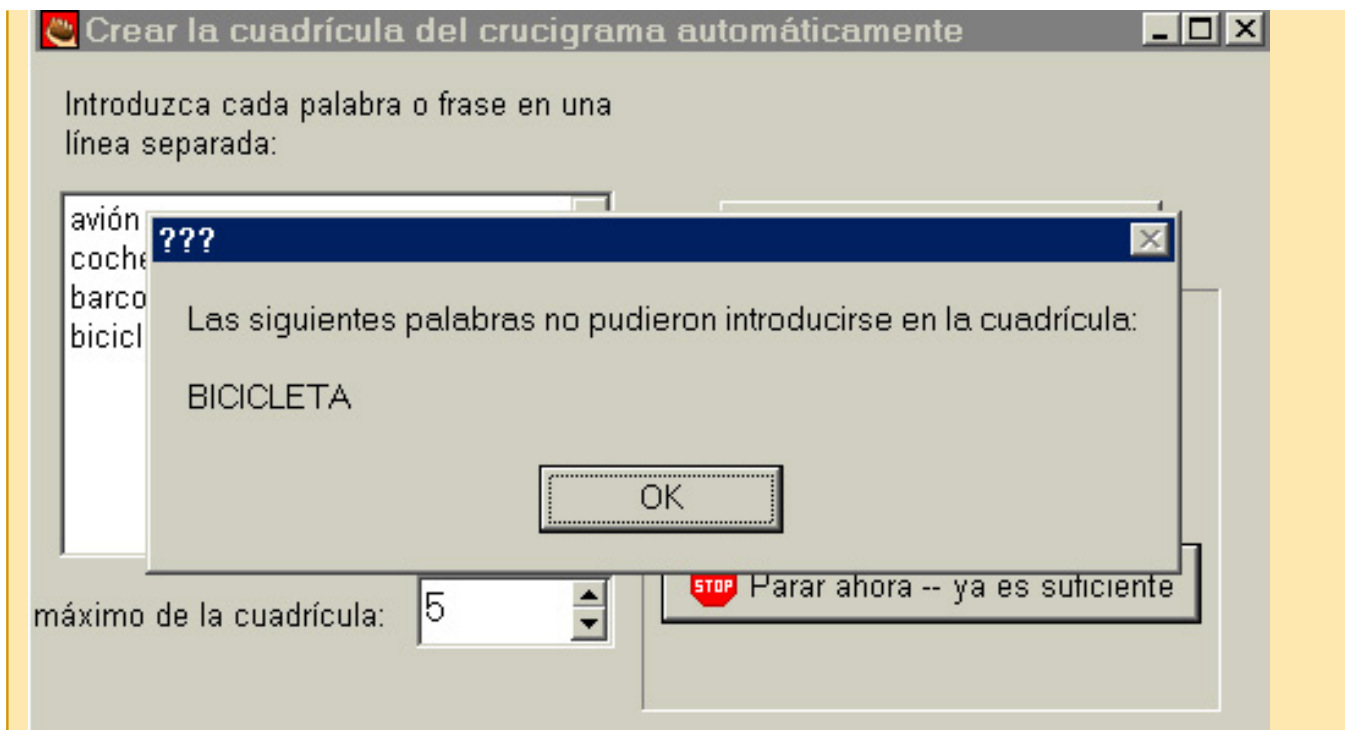 Crear la cuadrícula del crucigrama automáticamente
Introduzca cada palabra o frase en una
línea separada:
avión
coche
barco
bicicl
???
Las siguientes palabras no pudieron introducirse en la cuadrícula:
BICICLETA
OK
STOP Parar ahora -- ya es suficiente
máximo de la cuadrícula: 5